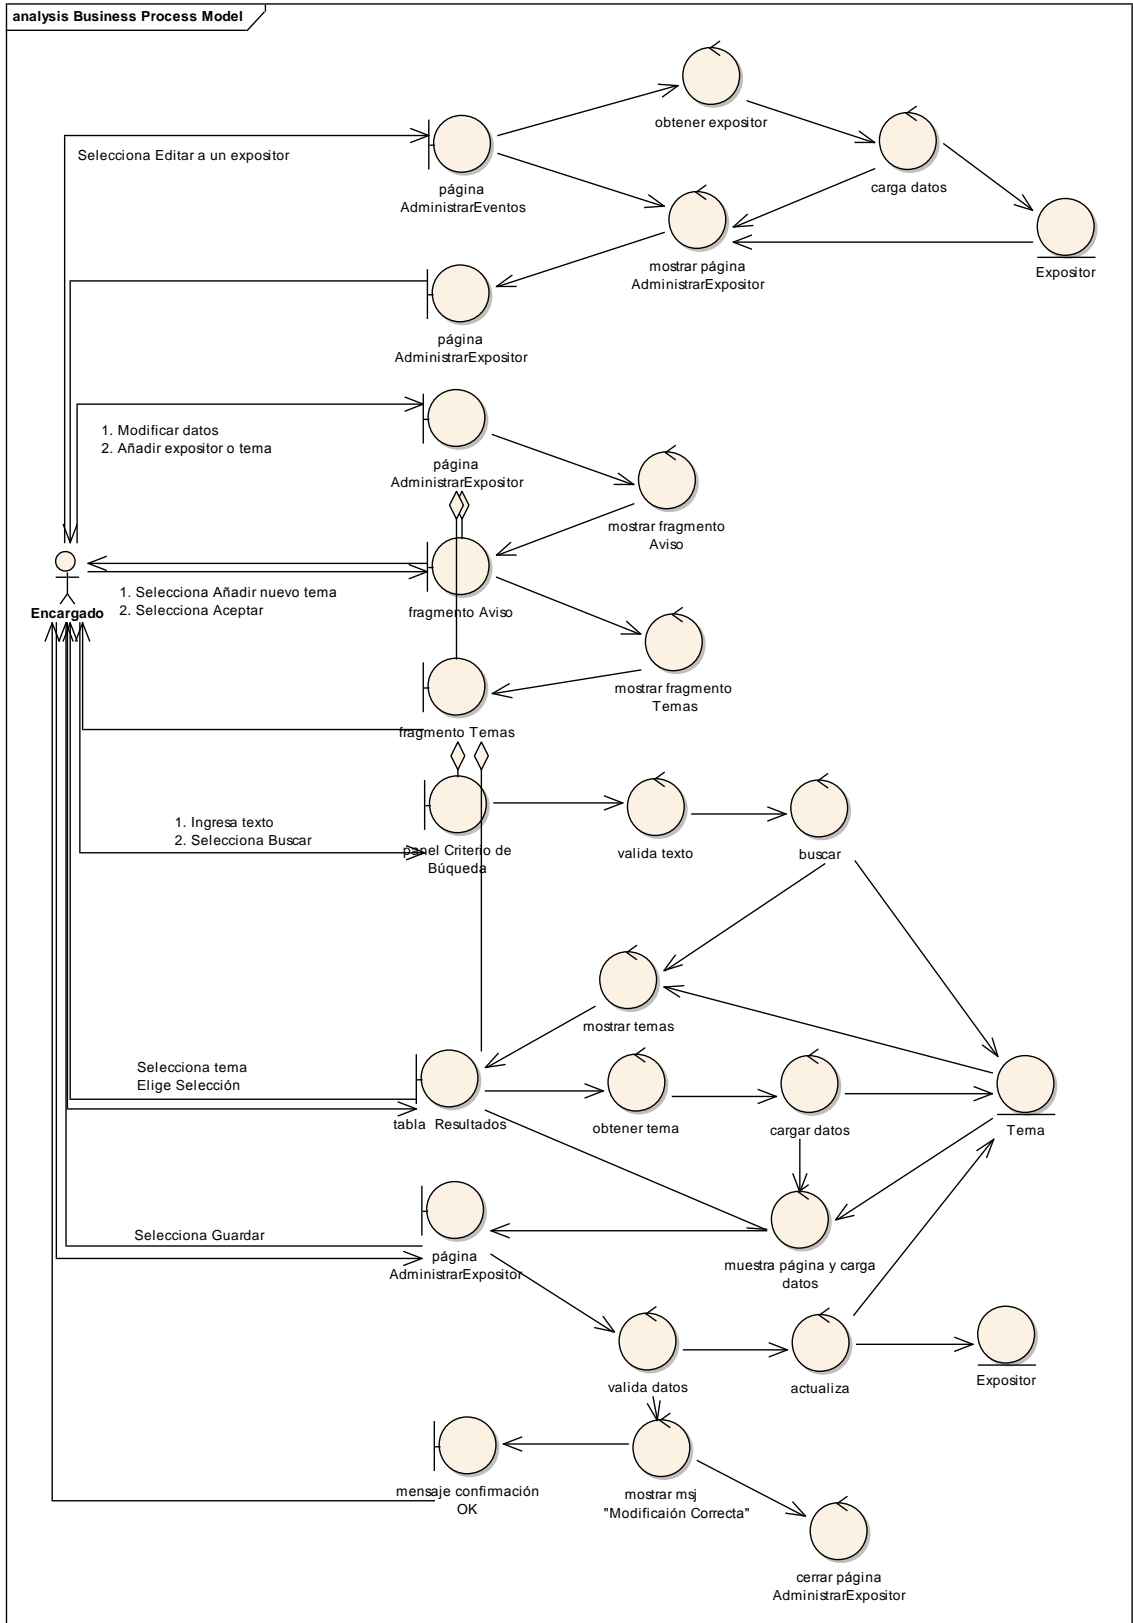 analysis Business Process Model
obtener expositor
Selecciona Editar a un expositor
página
AdministrarEventos
carga datos
mostrar página
AdministrarExpositor
Expositor
página
AdministrarExpositor
1. Modificar datos
2. Añadir expositor o tema
página
AdministrarExpositor
mostrar fragmento
Aviso
1. Selecciona Añadir nuevo tema
2. Selecciona Aceptar
Encargado
fragmento Aviso
mostrar fragmento
Temas
fragmento Temas
1. Ingresa texto
2. Selecciona Buscar
panel Criterio de
Búqueda
valida texto
buscar
mostrar temas
Selecciona tema
Elige Selección
tabla Resultados
obtener tema
cargar datos
Tema
Selecciona Guardar
página
AdministrarExpositor
muestra página y carga
datos
valida datos
actualiza
Expositor
mensaje confirmación
OK
mostrar msj
"Modificaión Correcta"
cerrar página
AdministrarExpositor